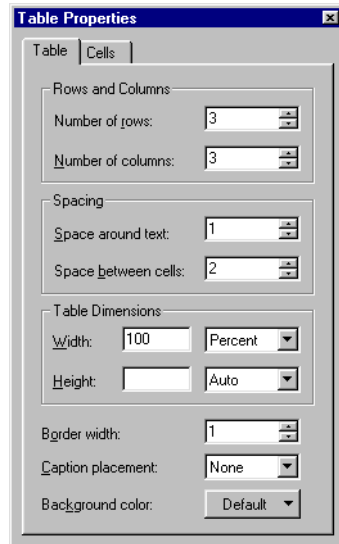 Table Properties
Table Cells
Rows and Columns
Number of rows: 3
Number of columns: 3
Spacing
Space around text: 1
Space between cells: 2
Table Dimensions
Width: 100 Percent
Height: Auto
Border width: 1
Caption placement: None
Background color: Default